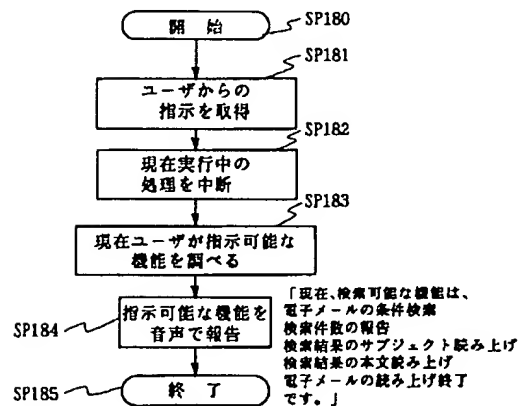 開始
SP180
SP181
ユーザからの
指示を取得
SP182
現在実行中の
処理を中断
SP183
現在ユーザが指示可能な
機能を調べる
指示可能な機能を
音声で報告
SP184
「現在、検索可能な機能は、
電子メールの条件検索
検索件数の報告
検索結果のサブジェクト読み上げ
検索結果の本文読み上げ
電子メールの読み上げ終了
です。」
SP185
終了